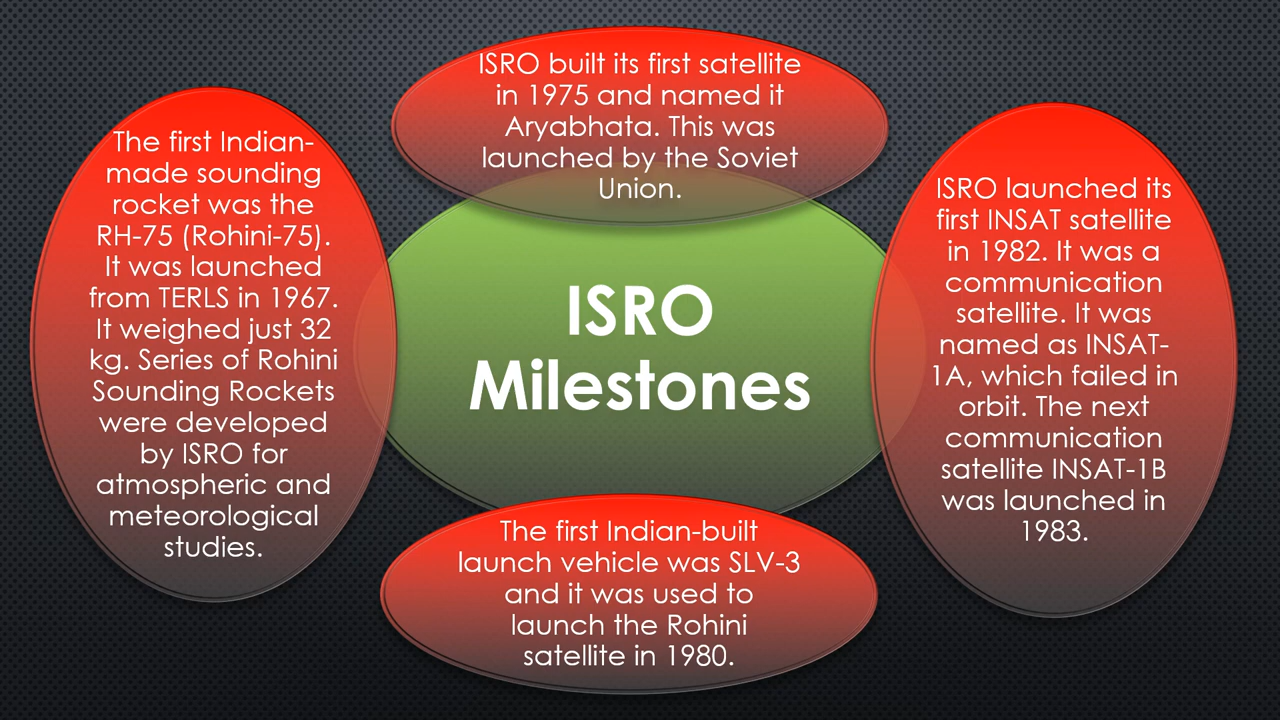 ISRO built its first satellite
in 1975 and named it
Aryabhata. This was
launched by the Soviet
Union.
The first Indian-
made sounding
rocket was the
RH-75 (Rohini-75).
It was launched
from TERLS in 1967.
It weighed just 32
kg. Series of Rohini
Sounding Rockets
were developed
by ISRO for
atmospheric and
meteorological
studies.
ISRO
Milestones
ISRO launched its
first INSAT satellite
in 1982. It was a
communication
satellite. It was
named as INSAT-
1A, which failed in
orbit. The next
communication
satellite INSAT-1B
was launched in
1983.
The first Indian-built
launch vehicle was SLV-3
and it was used to
launch the Rohini
satellite in 1980.